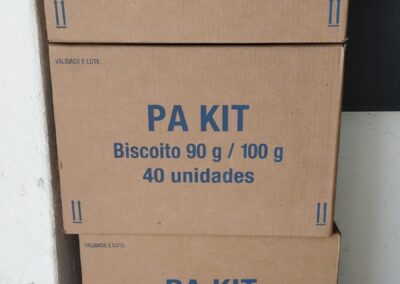 VALIDADE E LOTE:
PA KIT
Biscoito 90 g / 100 g
40 unidades
VALIDADE E LOTE:
PA KIT